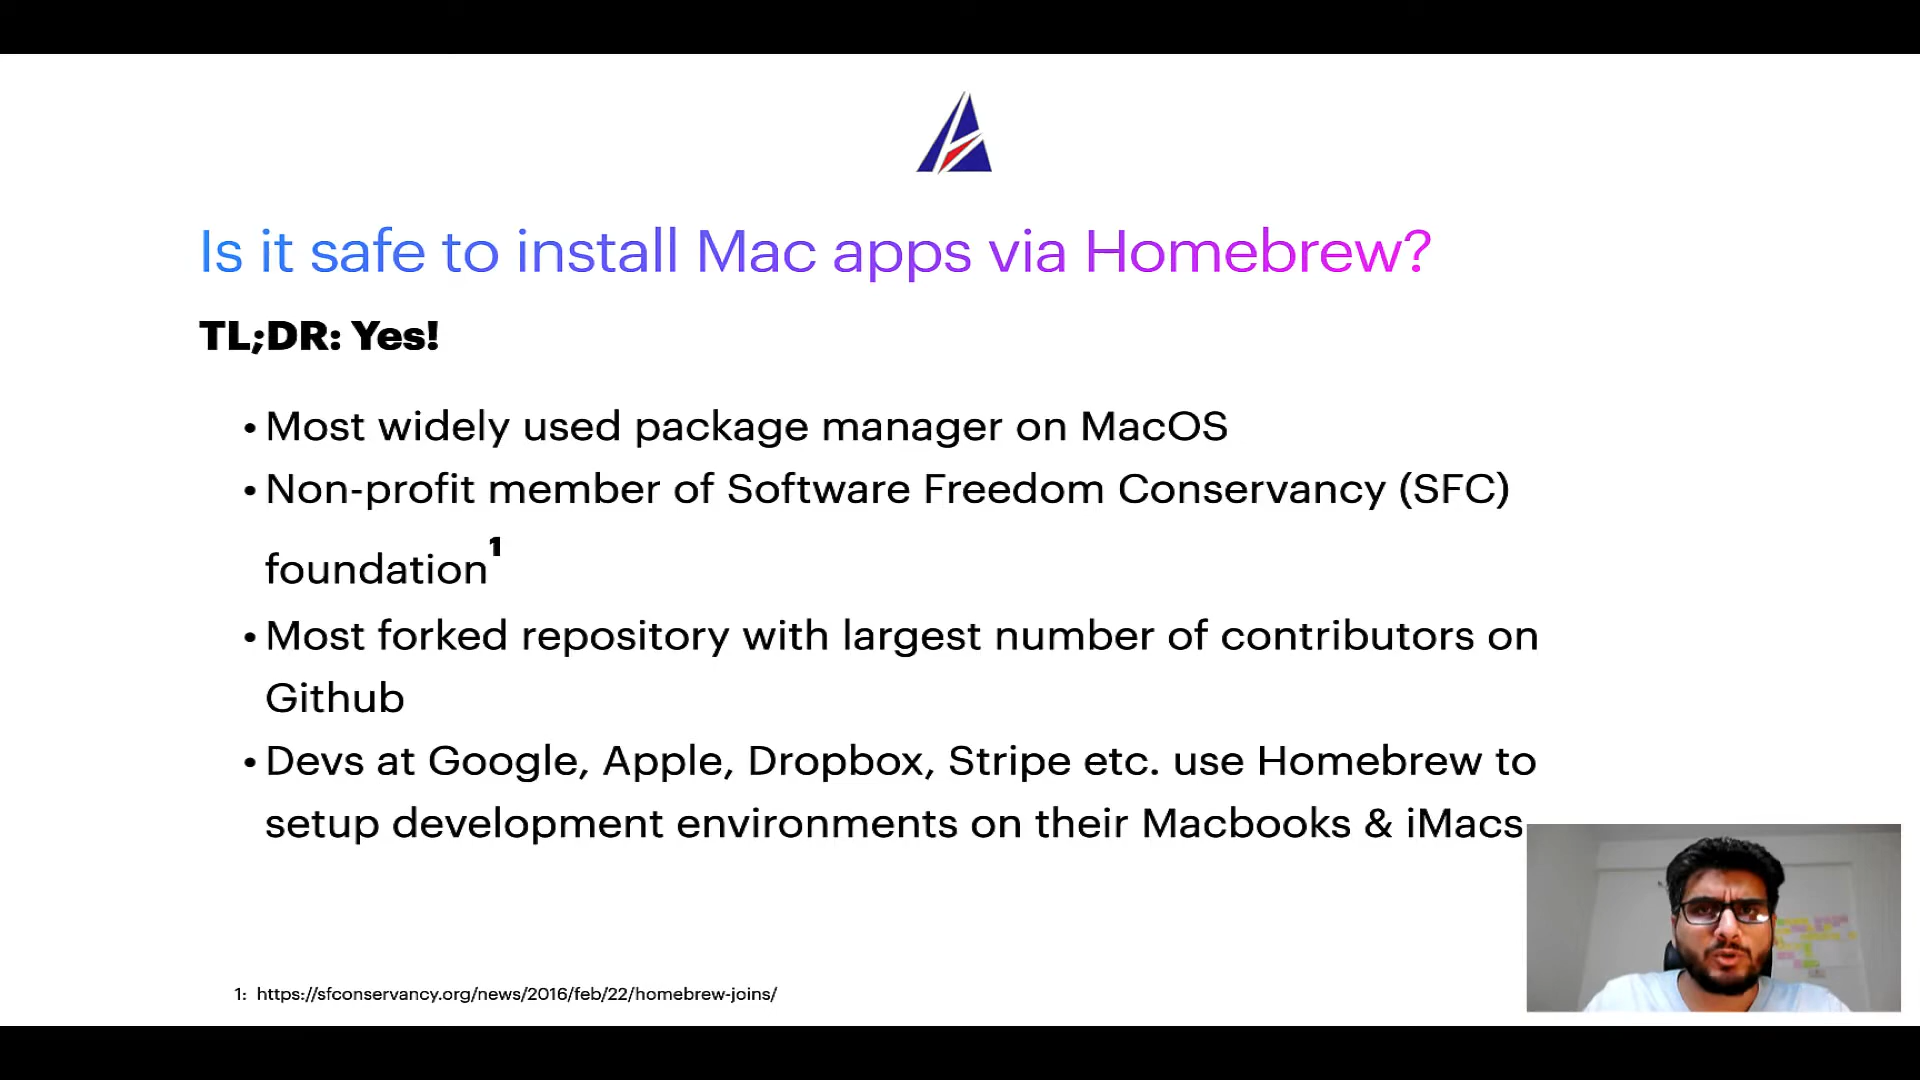 Is it safe to install Mac apps via Homebrew?
TL;DR: Yes!
• Most widely used package manager on MacOS
• Non-profit member of Software Freedom Conservancy (SFC)
foundation1
• Most forked repository with largest number of contributors on
Github
• Devs at Google, Apple, Dropbox, Stripe etc. use Homebrew to
setup development environments on their Macbooks & iMacs
1: https://sfconservancy.org/news/2016/feb/22/homebrew-joins/